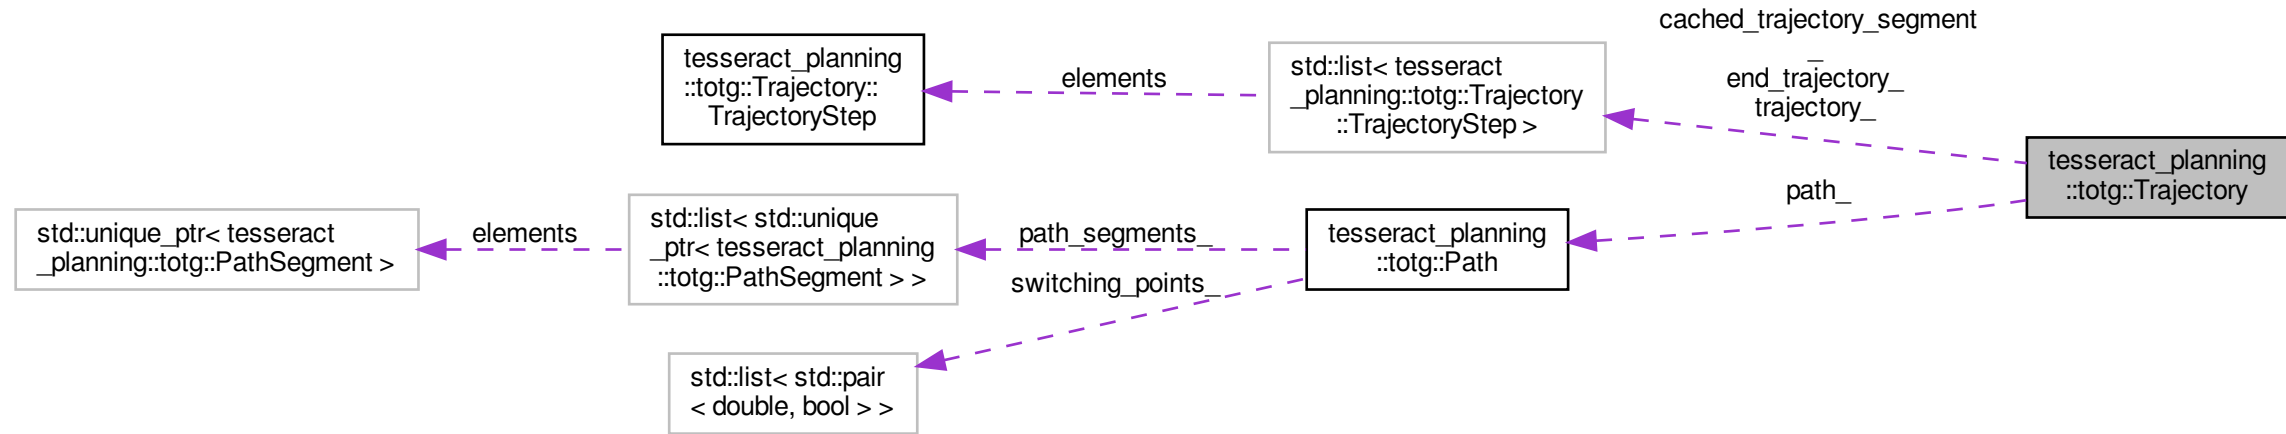 cached_trajectory_segment
_
end_trajectory_
trajectory_
tesseract_planning
::totg::Trajectory::
TrajectoryStep
elements
std::list< tesseract
_planning::totg::Trajectory
::TrajectoryStep >
tesseract_planning
::totg::Trajectory
path_
std::unique_ptr< tesseract
_planning::totg::PathSegment >
elements
std::list< std::unique
_ptr< tesseract_planning
::totg::PathSegment > >
path_segments_
switching_points_
tesseract_planning
::totg::Path
std::list< std::pair
< double, bool > >